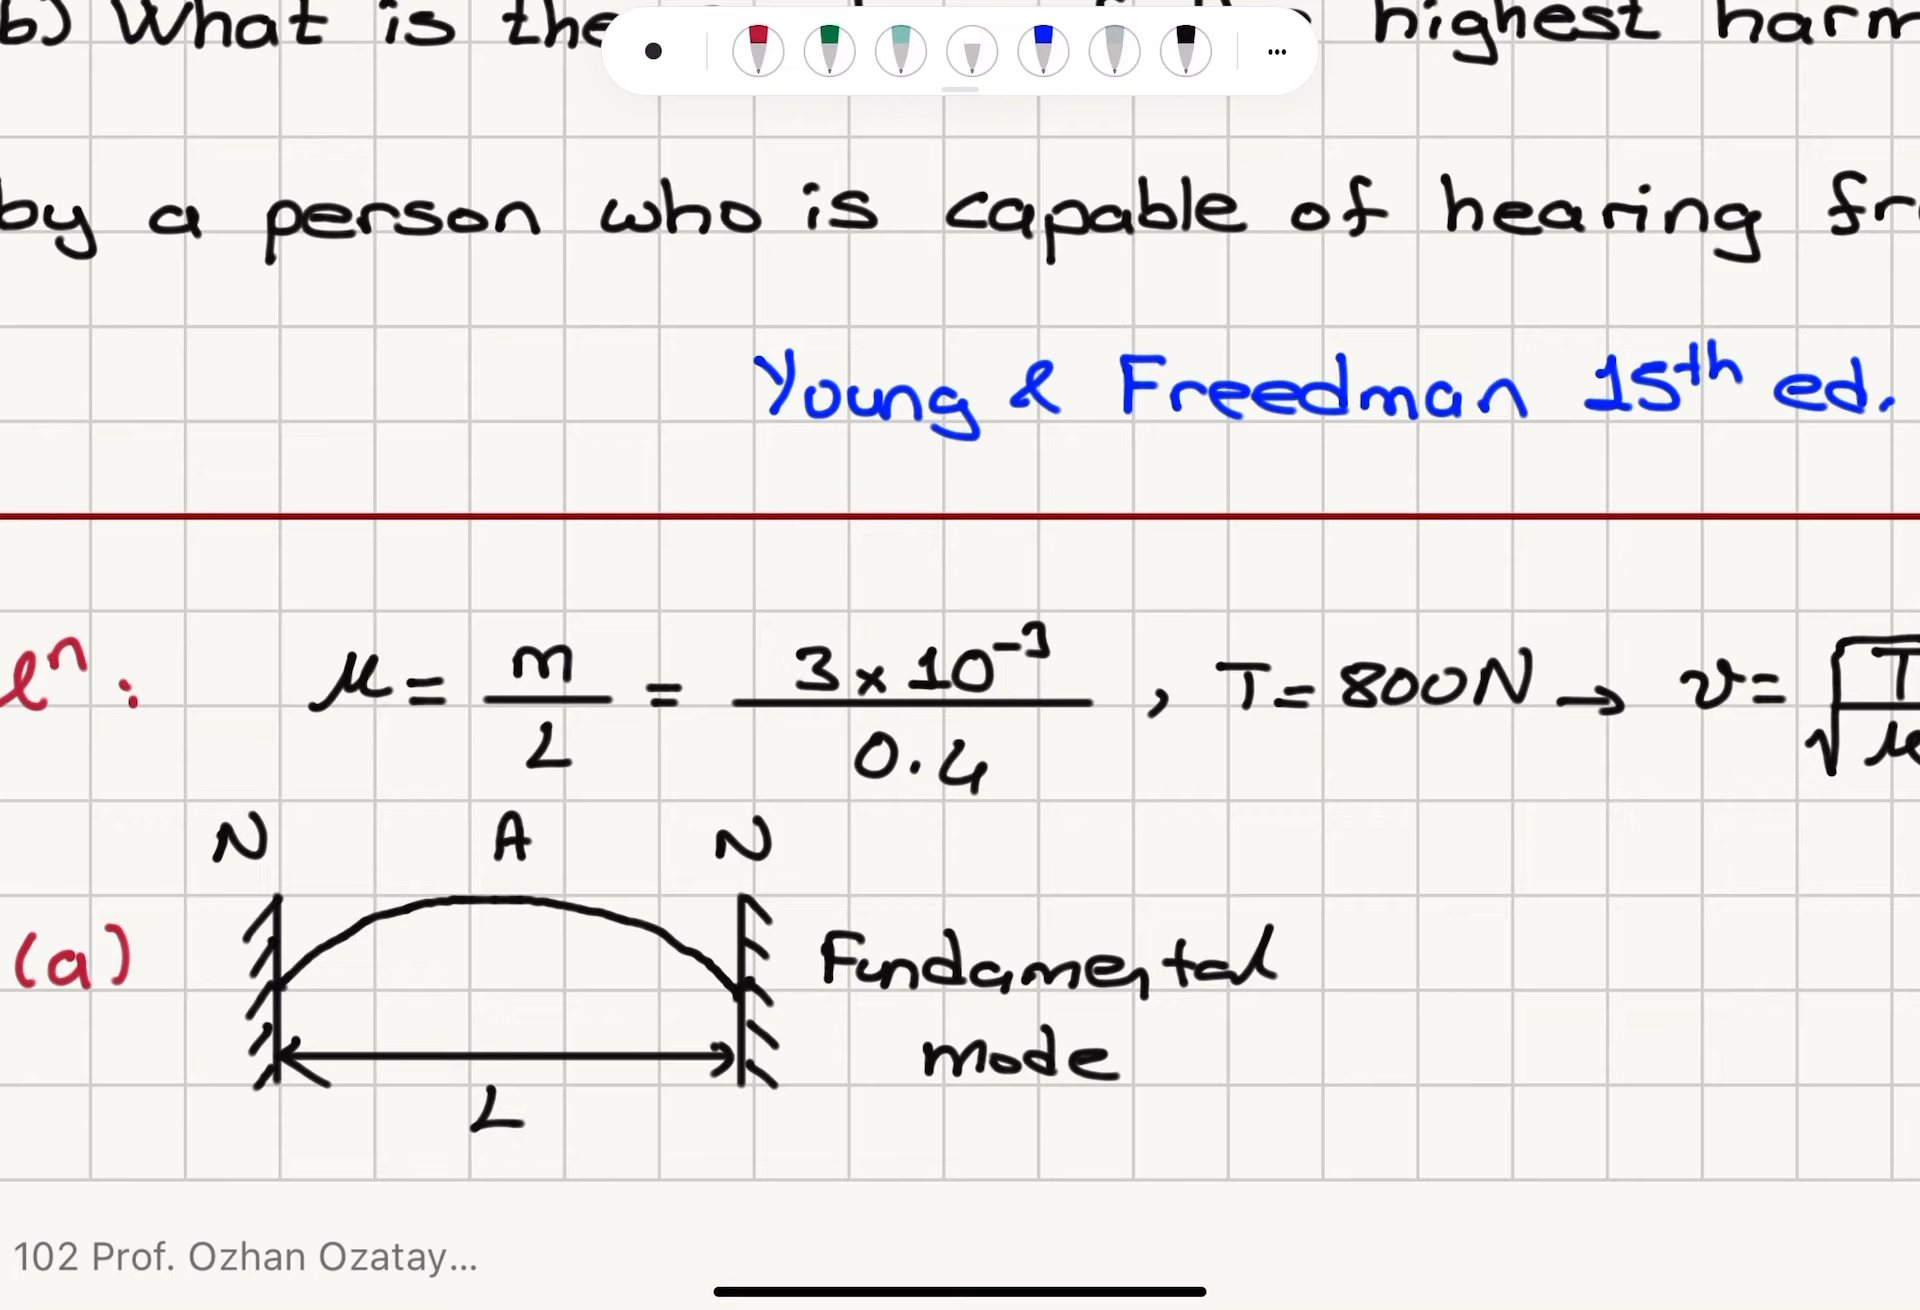 b) What is the highest harm
by a person who is capable of hearing fr
Young & Freedman 15th ed.
ln : μ = m / L = 3 x 10^-3 / 0.4 , T = 800N → v = √T / μ
N A N
(a) Fundamental
mode
L
102 Prof. Ozhan Ozatay...